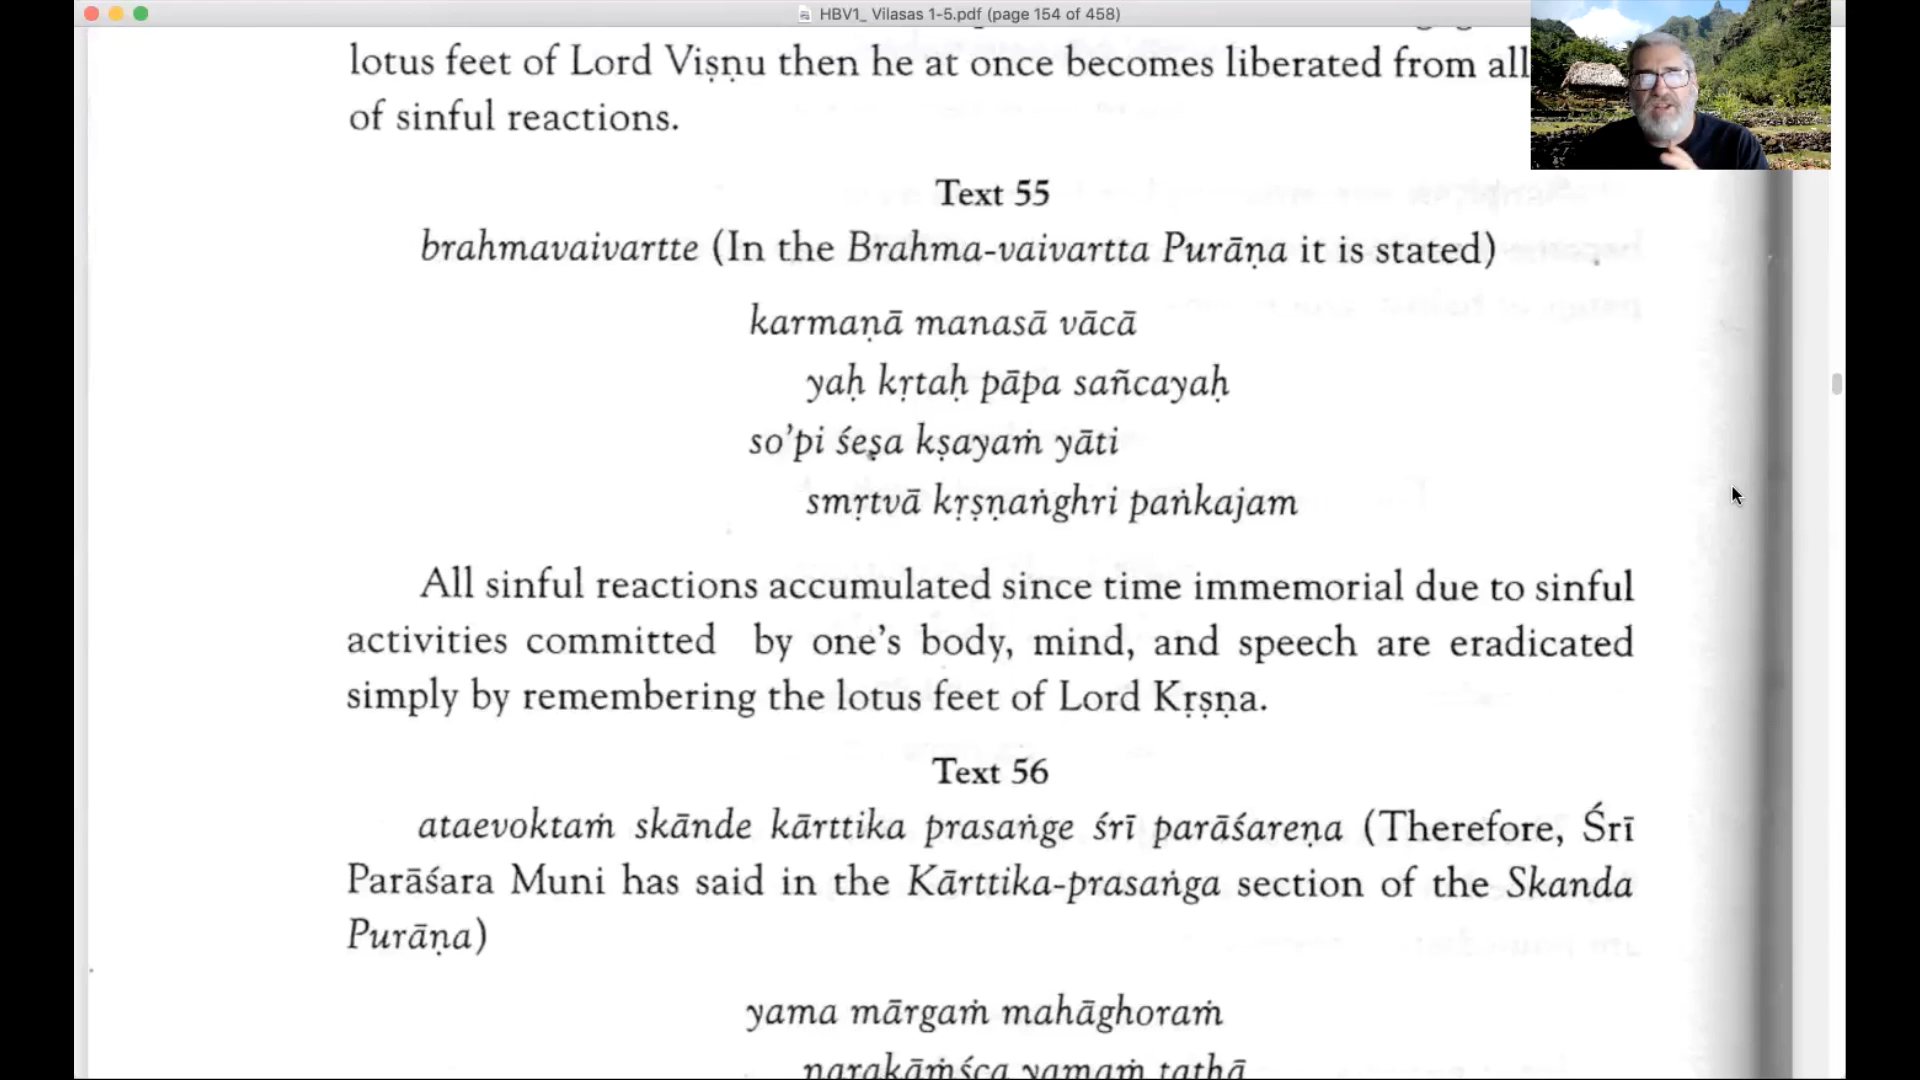 HBV1_ Vilasas 1-5.pdf (page 154 of 458)
lotus feet of Lord Viṣṇu then he at once becomes liberated from all
of sinful reactions.
Text 55
brahmavaivartte (In the Brahma-vaivartta Purāṇa it is stated)
karmaṇā manasā vācā
yaḥ kṛtaḥ pāpa sañcayaḥ
so’pi śeṣa kṣayaṁ yāti
smṛtvā kṛṣṇaṅghri paṅkajam
All sinful reactions accumulated since time immemorial due to sinful
activities committed by one’s body, mind, and speech are eradicated
simply by remembering the lotus feet of Lord Kṛṣṇa.
Text 56
ataevoktaṁ skānde kārttika prasaṅge śrī parāśareṇa (Therefore, Śrī
Parāśara Muni has said in the Kārttika-prasaṅga section of the Skanda
Purāṇa)
yama mārgaṁ mahāghoraṁ
narakāṁśca yamaṁ tathā